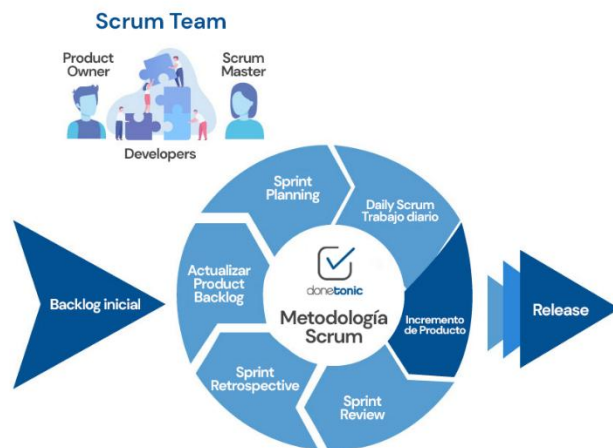 Scrum Team
Product
Owner
Scrum
Master
Developers
Sprint
Planning
Daily Scrum
Trabajo diario
Actualizar
Product
Backlog
donetonic
Metodología
Scrum
Backlog inicial
Incremento
de Producto
Release
Sprint
Retrospective
Sprint
Review